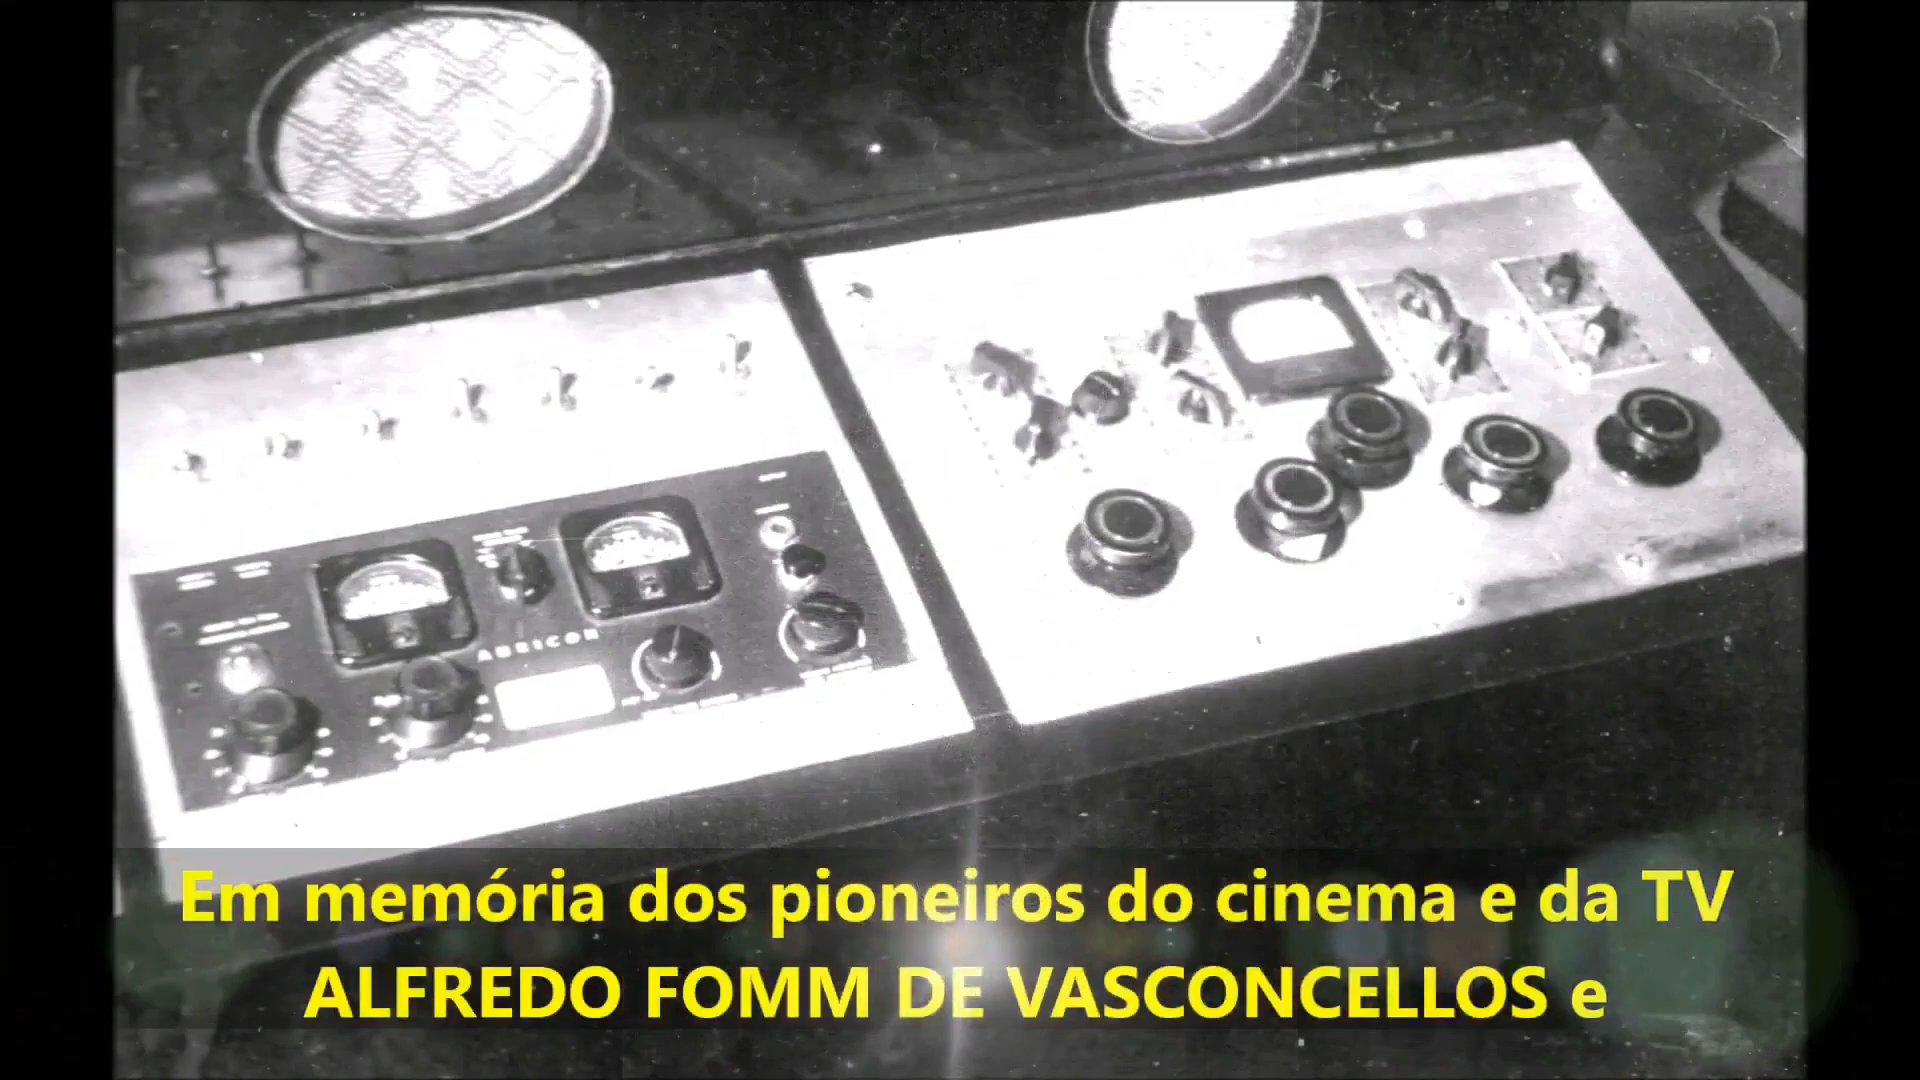 AURICON
Em memória dos pioneiros do cinema e da TV
ALFREDO FOMM DE VASCONCELLOS e